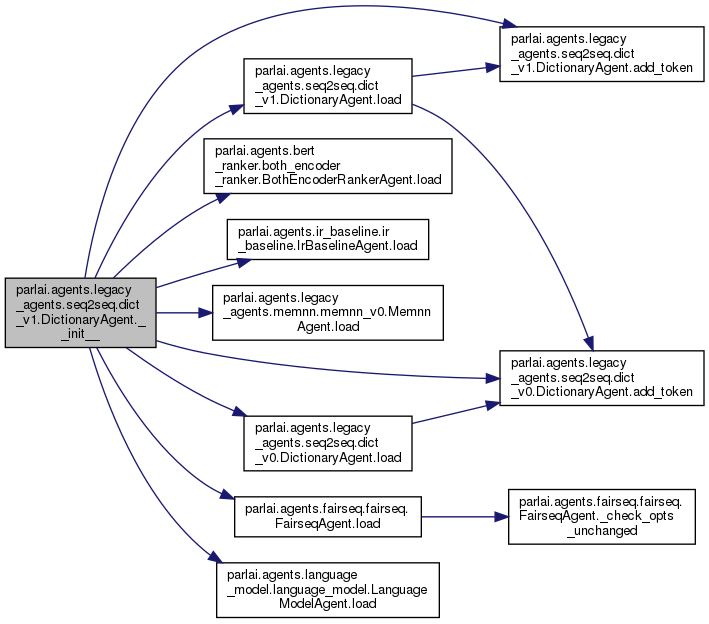 parlai.agents.legacy
_agents.seq2seq.dict
_v1.DictionaryAgent._
_init__
parlai.agents.legacy
_agents.seq2seq.dict
_v1.DictionaryAgent.add_token
parlai.agents.legacy
_agents.seq2seq.dict
_v1.DictionaryAgent.load
parlai.agents.bert
_ranker.both_encoder
_ranker.BothEncoderRankerAgent.load
parlai.agents.ir_baseline.ir
_baseline.IrBaselineAgent.load
parlai.agents.legacy
_agents.memnn.memnn_v0.Memnn
Agent.load
parlai.agents.legacy
_agents.seq2seq.dict
_v0.DictionaryAgent.add_token
parlai.agents.legacy
_agents.seq2seq.dict
_v0.DictionaryAgent.load
parlai.agents.fairseq.fairseq.
FairseqAgent.load
parlai.agents.fairseq.fairseq.
FairseqAgent._check_opts
_unchanged
parlai.agents.language
_model.language_model.Language
ModelAgent.load